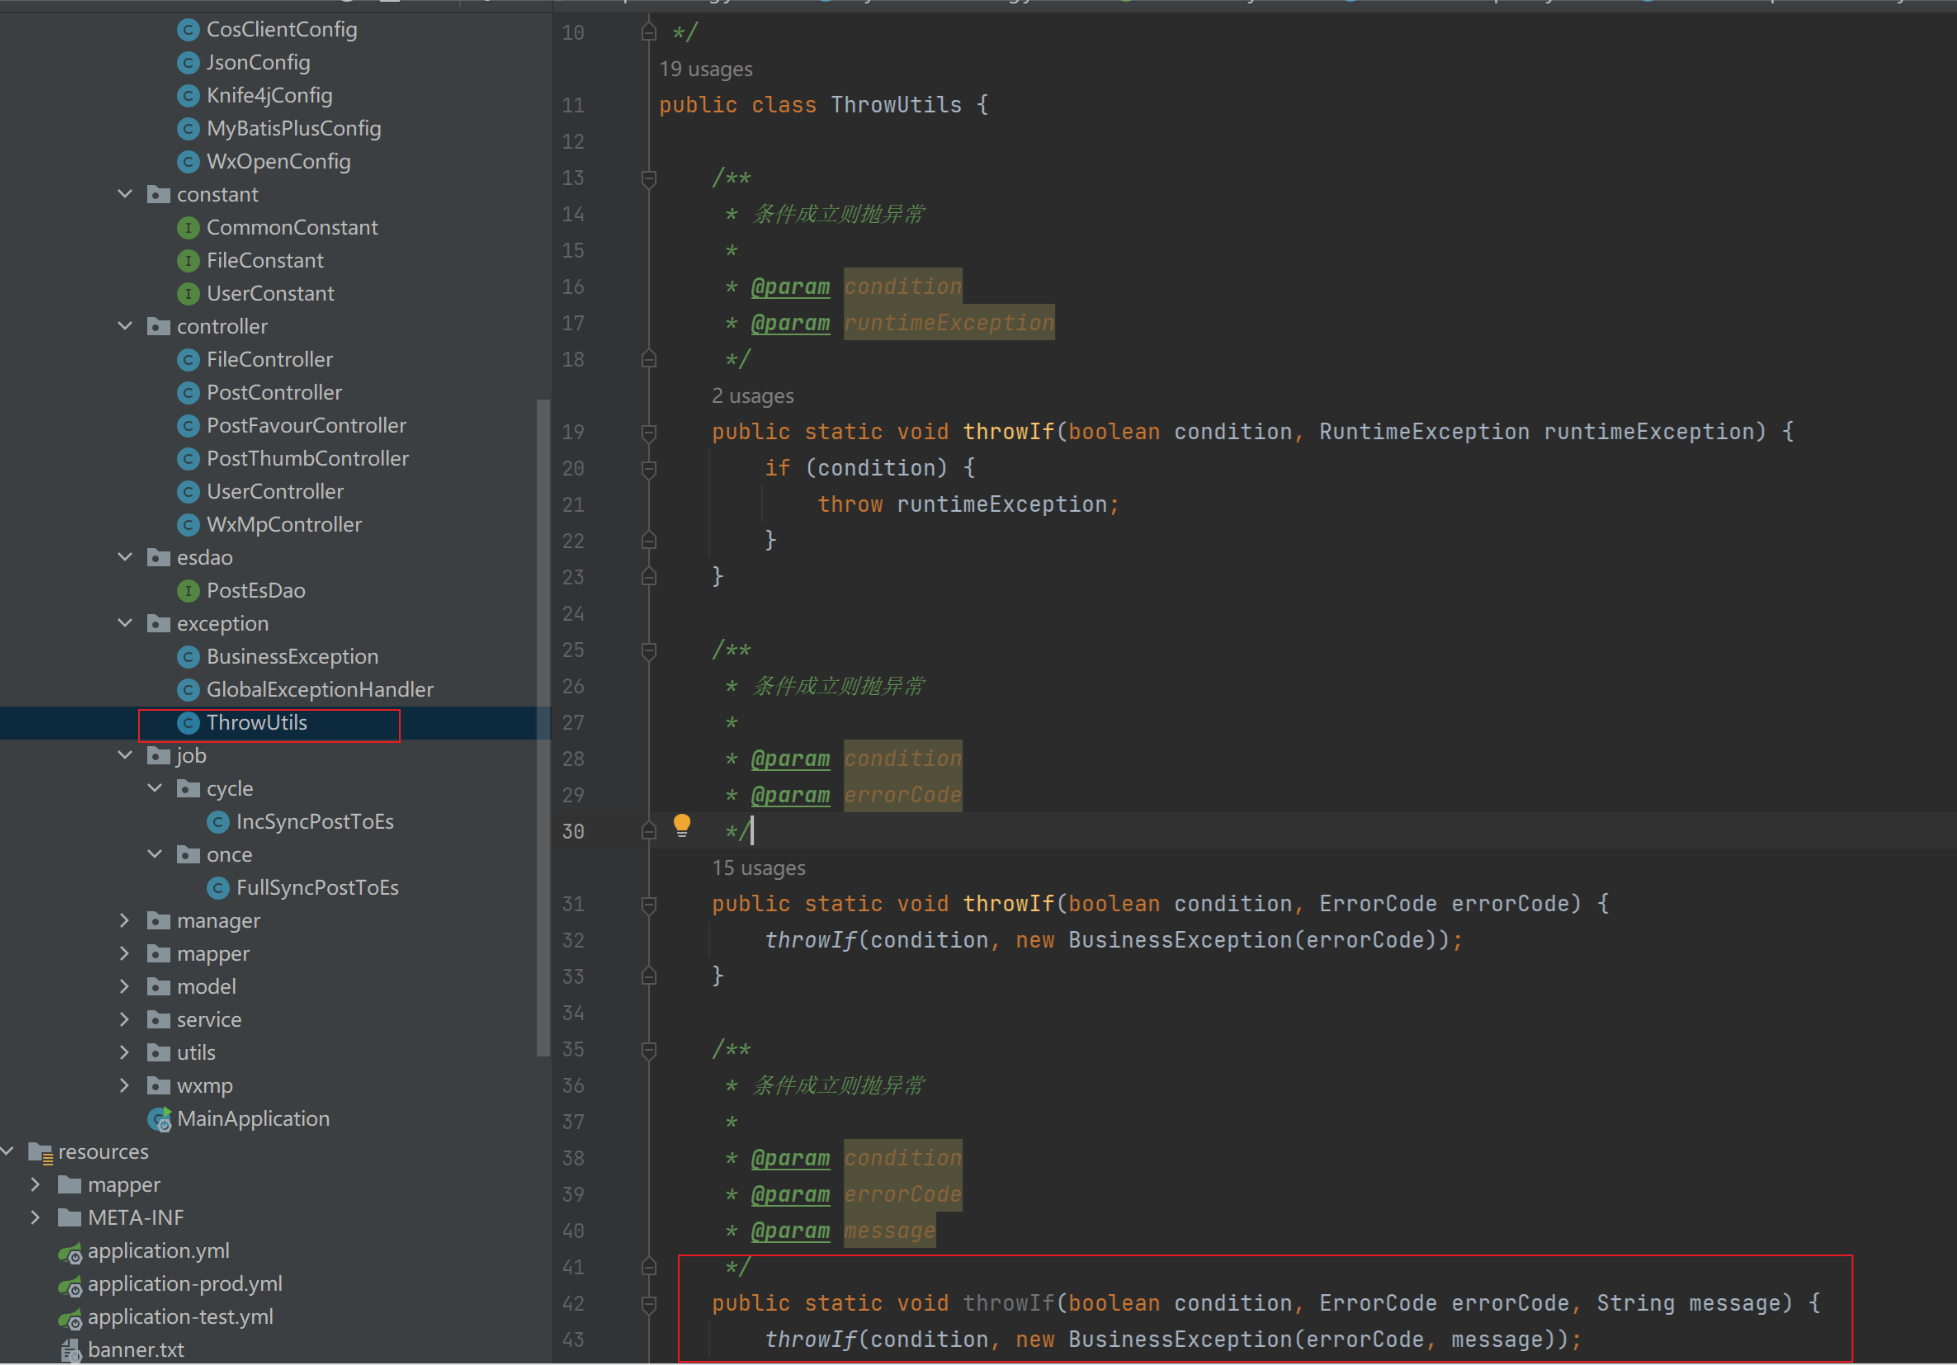 CosClientConfig
JsonConfig
Knife4jConfig
MyBatisPlusConfig
WxOpenConfig
constant
CommonConstant
FileConstant
UserConstant
controller
FileController
PostController
PostFavourController
PostThumbController
UserController
WxMpController
esdao
PostEsDao
exception
BusinessException
GlobalExceptionHandler
ThrowUtils
job
cycle
IncSyncPostToEs
once
FullSyncPostToEs
manager
mapper
model
service
utils
wxmp
MainApplication
resources
mapper
META-INF
application.yml
application-prod.yml
application-test.yml
banner.txt
10 */
19 usages
11 public class ThrowUtils {
12
13 /**
14 * 条件成立则抛异常
15 *
16 * @param condition
17 * @param runtimeException
18 */
2 usages
19 public static void throwIf(boolean condition, RuntimeException runtimeException) {
20 if (condition) {
21 throw runtimeException;
22 }
23 }
24
25 /**
26 * 条件成立则抛异常
27 *
28 * @param condition
29 * @param errorCode
30 */
15 usages
31 public static void throwIf(boolean condition, ErrorCode errorCode) {
32 throwIf(condition, new BusinessException(errorCode));
33 }
34
35 /**
36 * 条件成立则抛异常
37 *
38 * @param condition
39 * @param errorCode
40 * @param message
41 */
42 public static void throwIf(boolean condition, ErrorCode errorCode, String message) {
43 throwIf(condition, new BusinessException(errorCode, message));